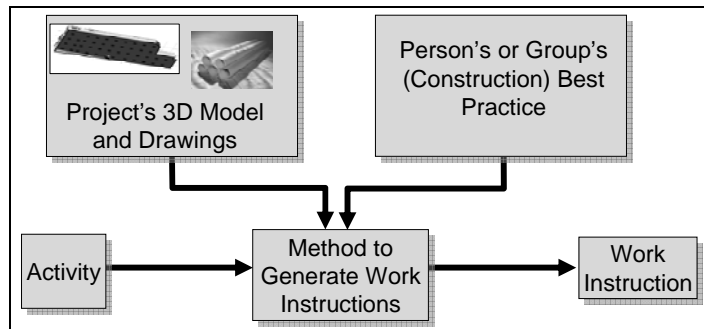 Project's 3D Model
and Drawings
Person's or Group's
(Construction) Best
Practice
Activity
Method to
Generate Work
Instructions
Work
Instruction